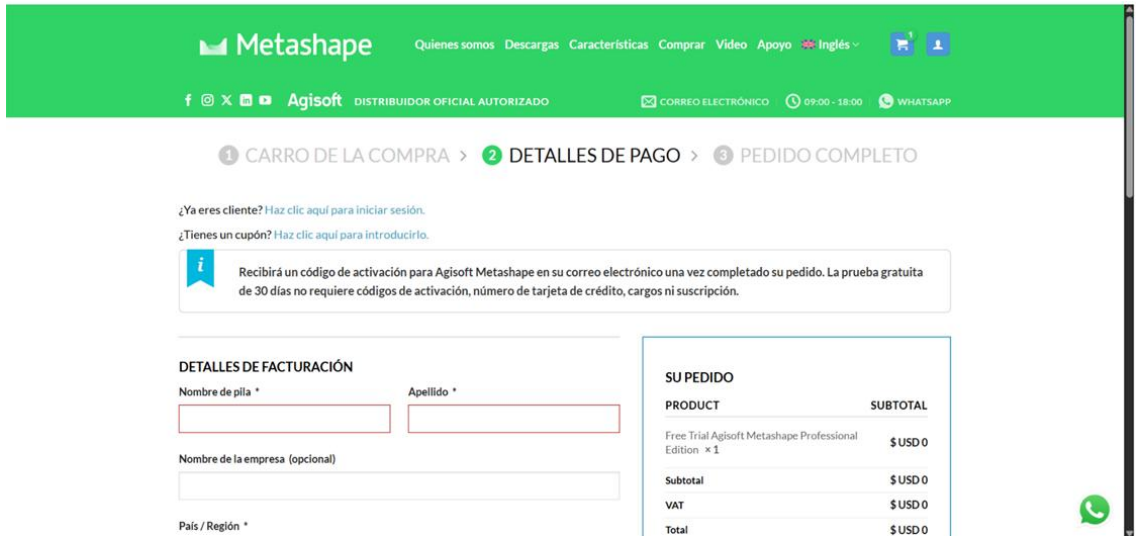 Metashape
Quienes somos Descargas Características Comprar Video Apoyo Inglés
1
Agisoft DISTRIBUIDOR OFICIAL AUTORIZADO
CORREO ELECTRÓNICO 09:00 - 18:00 WHATSAPP
1 CARRO DE LA COMPRA > 2 DETALLES DE PAGO > 3 PEDIDO COMPLETO
¿Ya eres cliente? Haz clic aquí para iniciar sesión.
¿Tienes un cupón? Haz clic aquí para introducirlo.
Recibirá un código de activación para Agisoft Metashape en su correo electrónico una vez completado su pedido. La prueba gratuita
de 30 días no requiere códigos de activación, número de tarjeta de crédito, cargos ni suscripción.
DETALLES DE FACTURACIÓN
Nombre de pila *
Apellido *
Nombre de la empresa (opcional)
País / Región *
SU PEDIDO
PRODUCT SUBTOTAL
Free Trial Agisoft Metashape Professional
Edition × 1 $ USD 0
Subtotal $ USD 0
VAT $ USD 0
Total $ USD 0